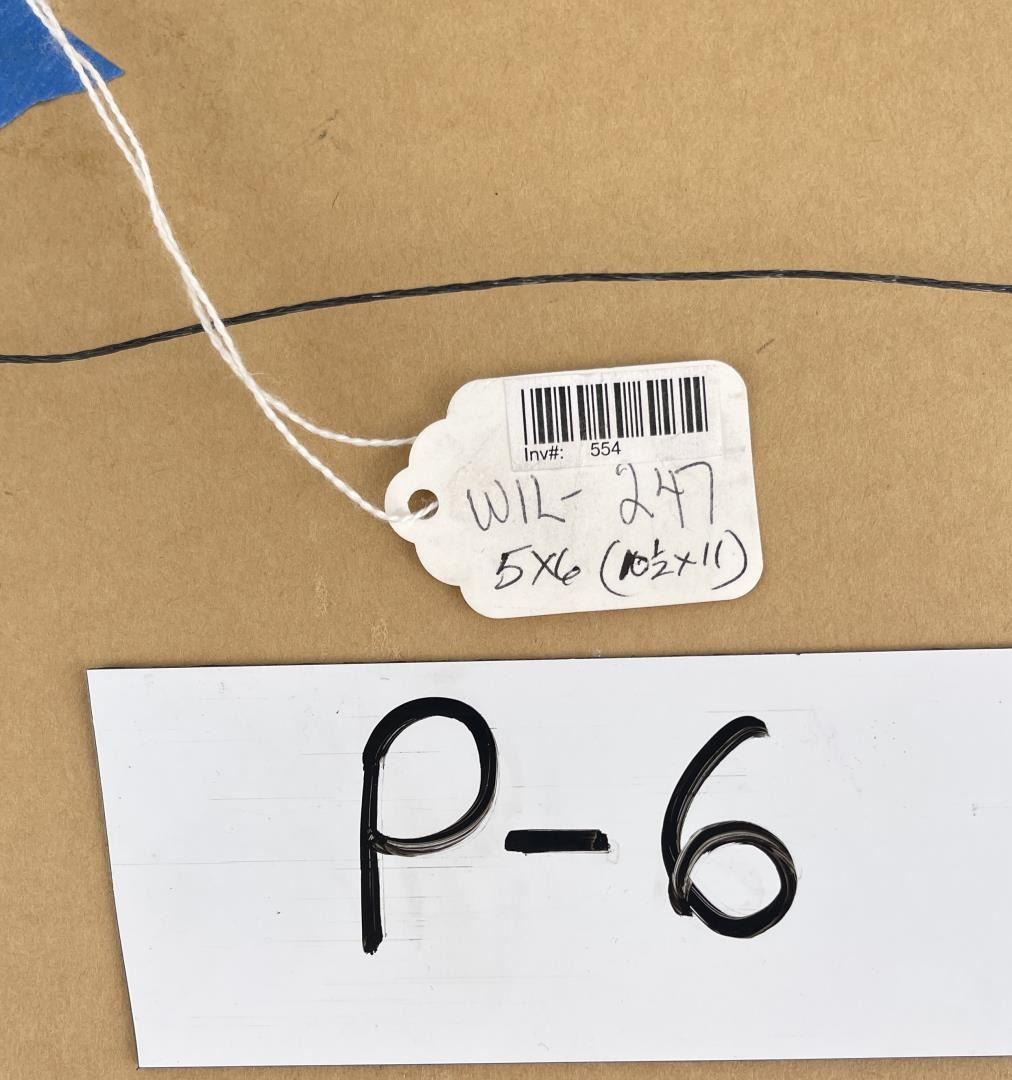 Inv#: 554
WIL- 247
5X6 (10½X11)
P-6